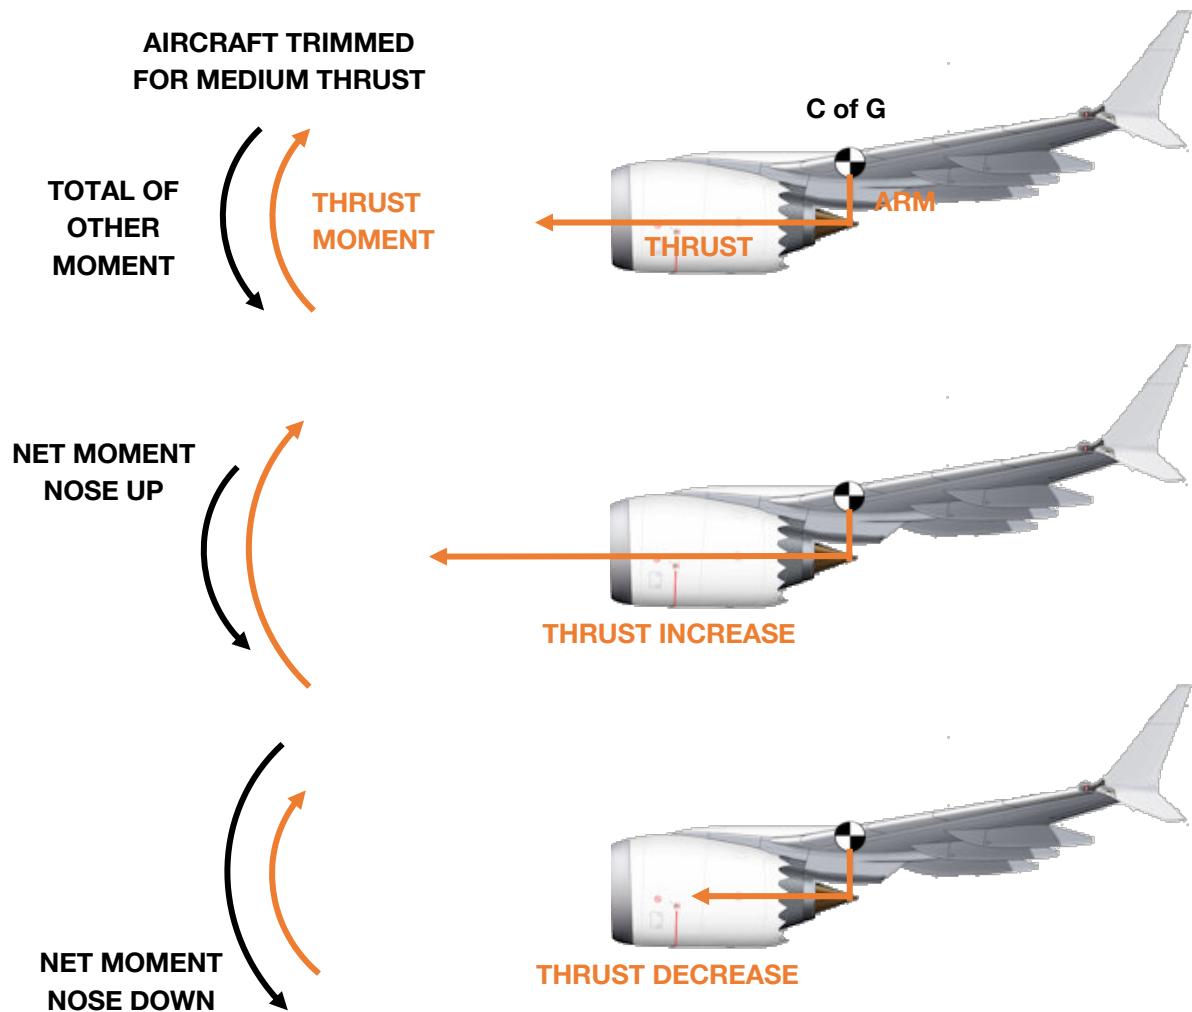 AIRCRAFT TRIMMED
FOR MEDIUM THRUST
C of G
TOTAL OF
OTHER
MOMENT
THRUST
MOMENT
ARM
THRUST
NET MOMENT
NOSE UP
THRUST INCREASE
NET MOMENT
NOSE DOWN
THRUST DECREASE